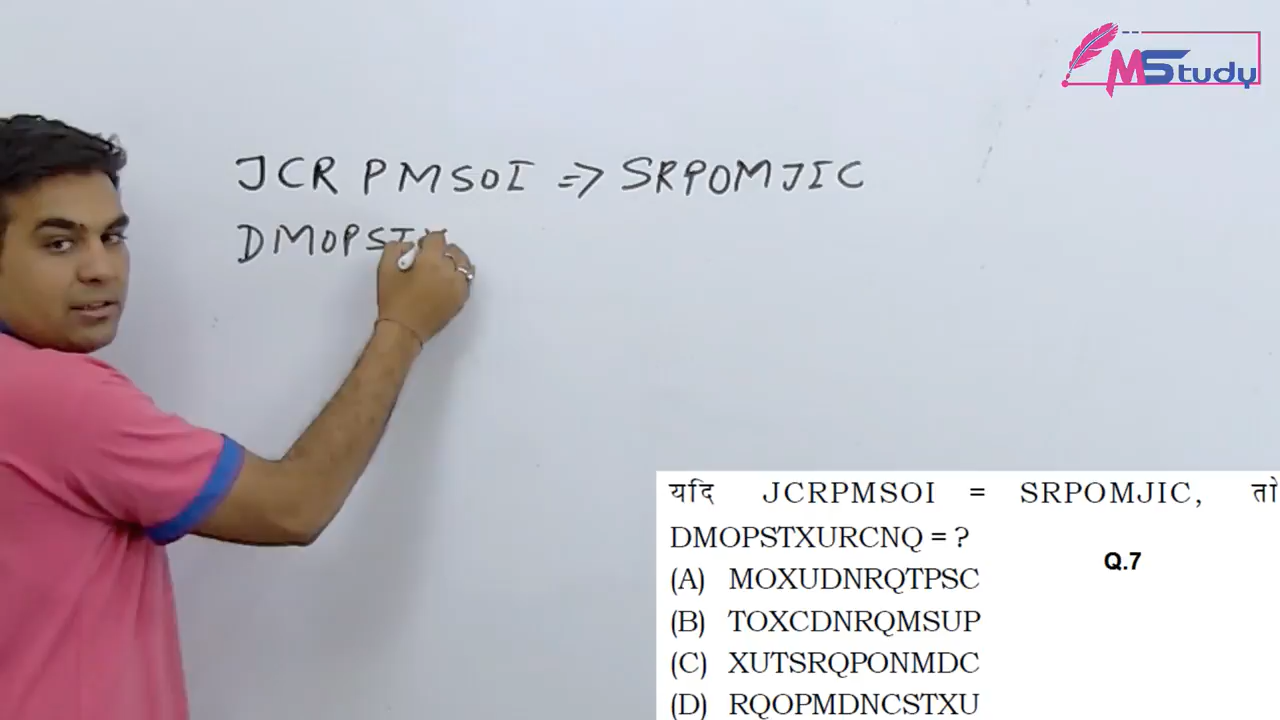 MStudy
JCRPMSOI => SRPOMJIC
DMOPST
यदि JCRPMSOI = SRPOMJIC, तो
DMOPSTXURCNQ = ?
Q.7
(A) MOXUDNRQTPSC
(B) TOXCDNRQMSUP
(C) XUTSRQPONMDC
(D) RQOPMDNCSTXU